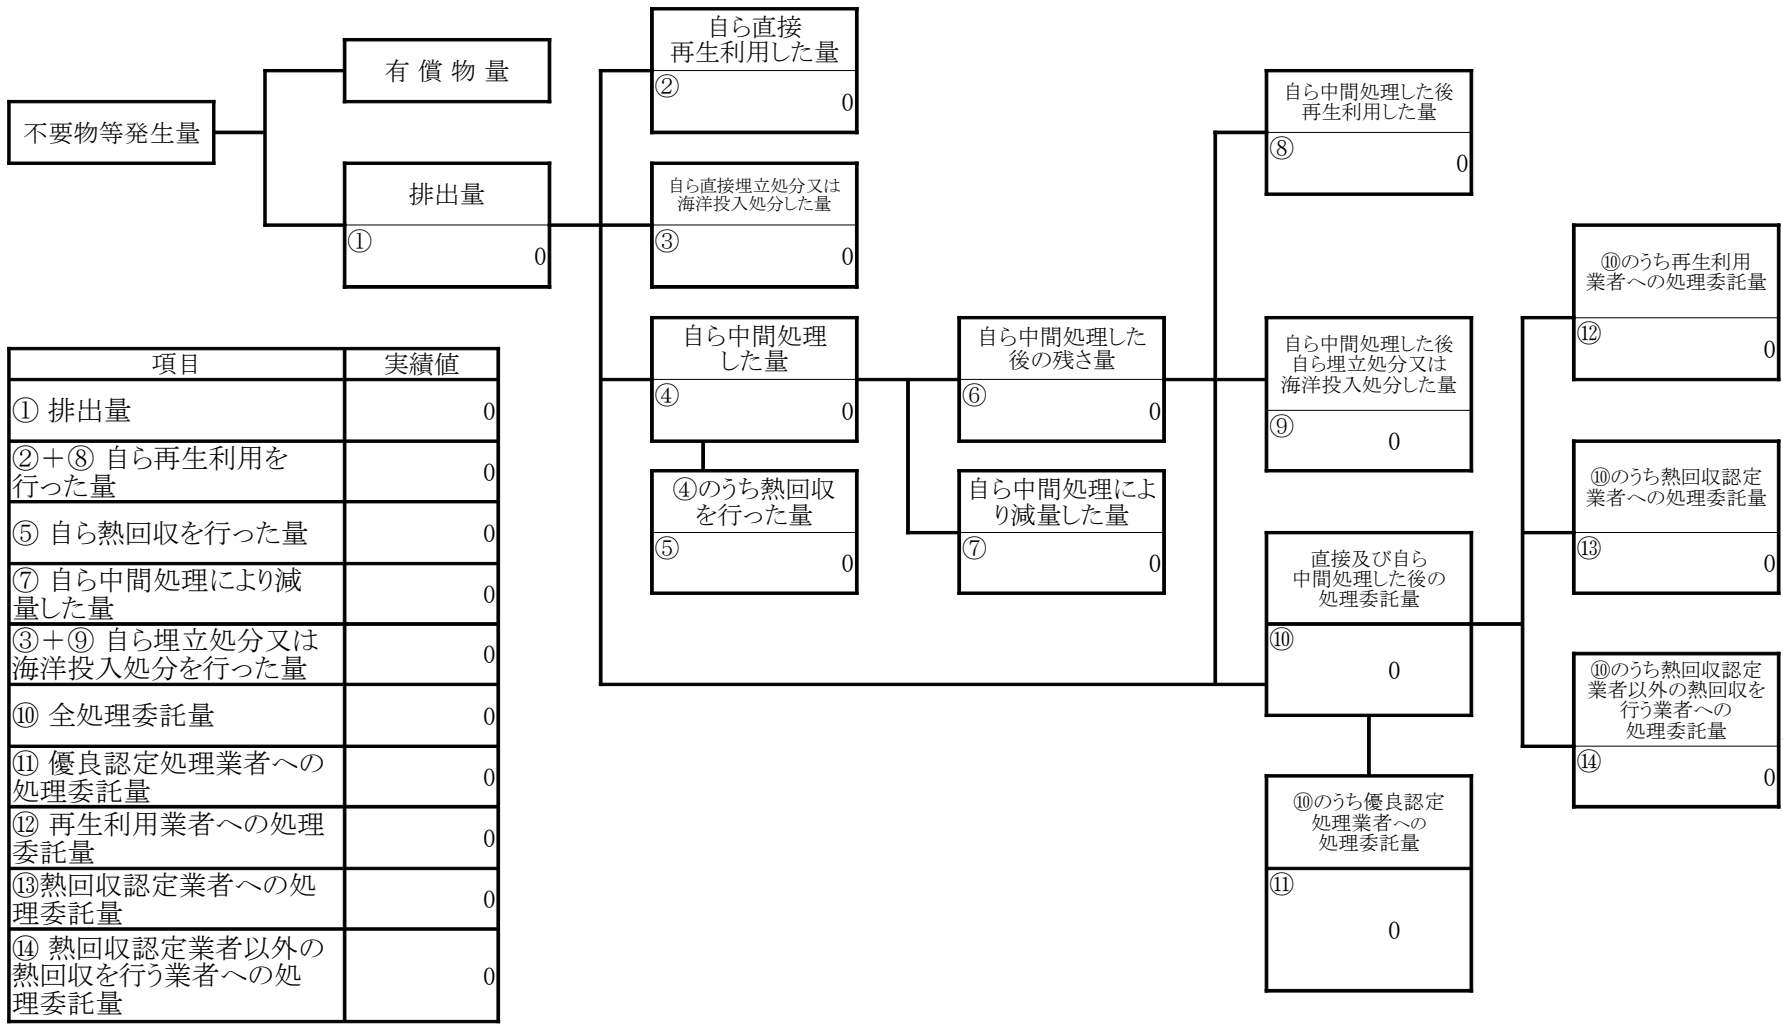 不要物等発生量
有償物量
排出量
①
0
自ら直接
再生利用した量
②
0
自ら直接埋立処分又は
海洋投入処分した量
③
0
自ら中間処理
した量
④
0
④のうち熱回収
を行った量
⑤
0
自ら中間処理した
後の残さ量
⑥
0
自ら中間処理によ
り減量した量
⑦
0
自ら中間処理した後
再生利用した量
⑧
0
自ら中間処理した後
自ら埋立処分又は
海洋投入処分した量
⑨
0
直接及び自ら
中間処理した後の
処理委託量
⑩
0
⑩のうち優良認定
処理業者への
処理委託量
⑪
0
⑩のうち再生利用
業者への処理委託量
⑫
0
⑩のうち熱回収認定
業者への処理委託量
⑬
0
⑩のうち熱回収認定
業者以外の熱回収を
行う業者への
処理委託量
⑭
0
項目 実績値
① 排出量 0
②＋⑧ 自ら再生利用を
行った量 0
⑤ 自ら熱回収を行った量 0
⑦ 自ら中間処理により減
量した量 0
③＋⑨ 自ら埋立処分又は
海洋投入処分を行った量 0
⑩ 全処理委託量 0
⑪ 優良認定処理業者への
処理委託量 0
⑫ 再生利用業者への処理
委託量 0
⑬熱回収認定業者への処
理委託量 0
⑭ 熱回収認定業者以外の
熱回収を行う業者への処
理委託量 0